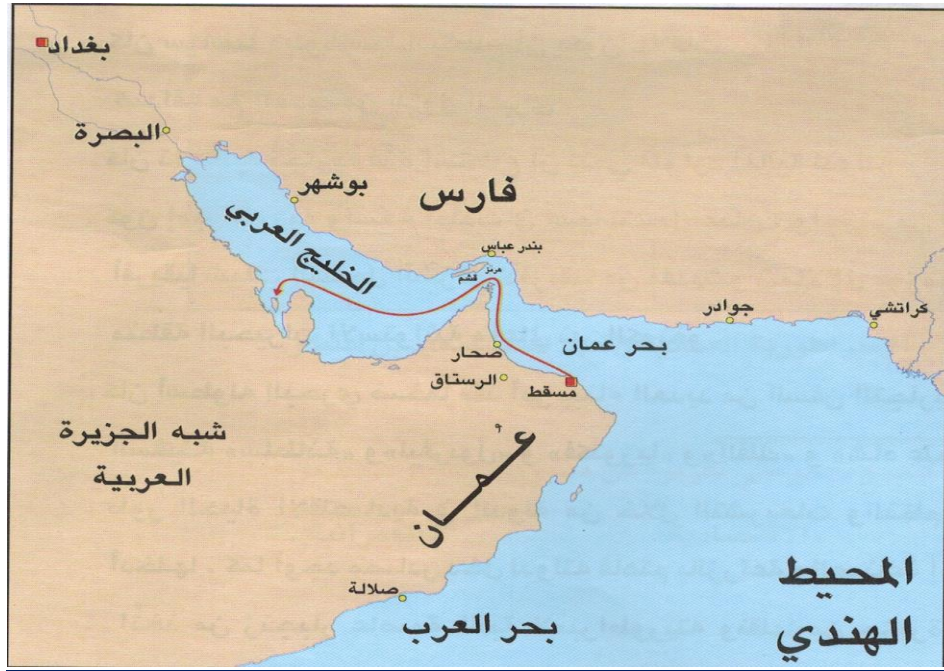 بغداد
البصرة
بوشهر
فارس
الخليج العربي
بندر عباس
هرمز
قشم
جوادر
كراتشي
صحار
بحر عمان
الرستاق
مسقط
شبه الجزيرة
العربية
عُمان
المحيط
الهندي
صلالة
بحر العرب